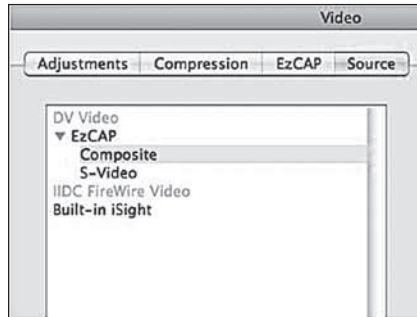 Video
Adjustments Compression EzCAP Source
DV Video
EzCAP
Composite
S-Video
IIDC FireWire Video
Built-in iSight